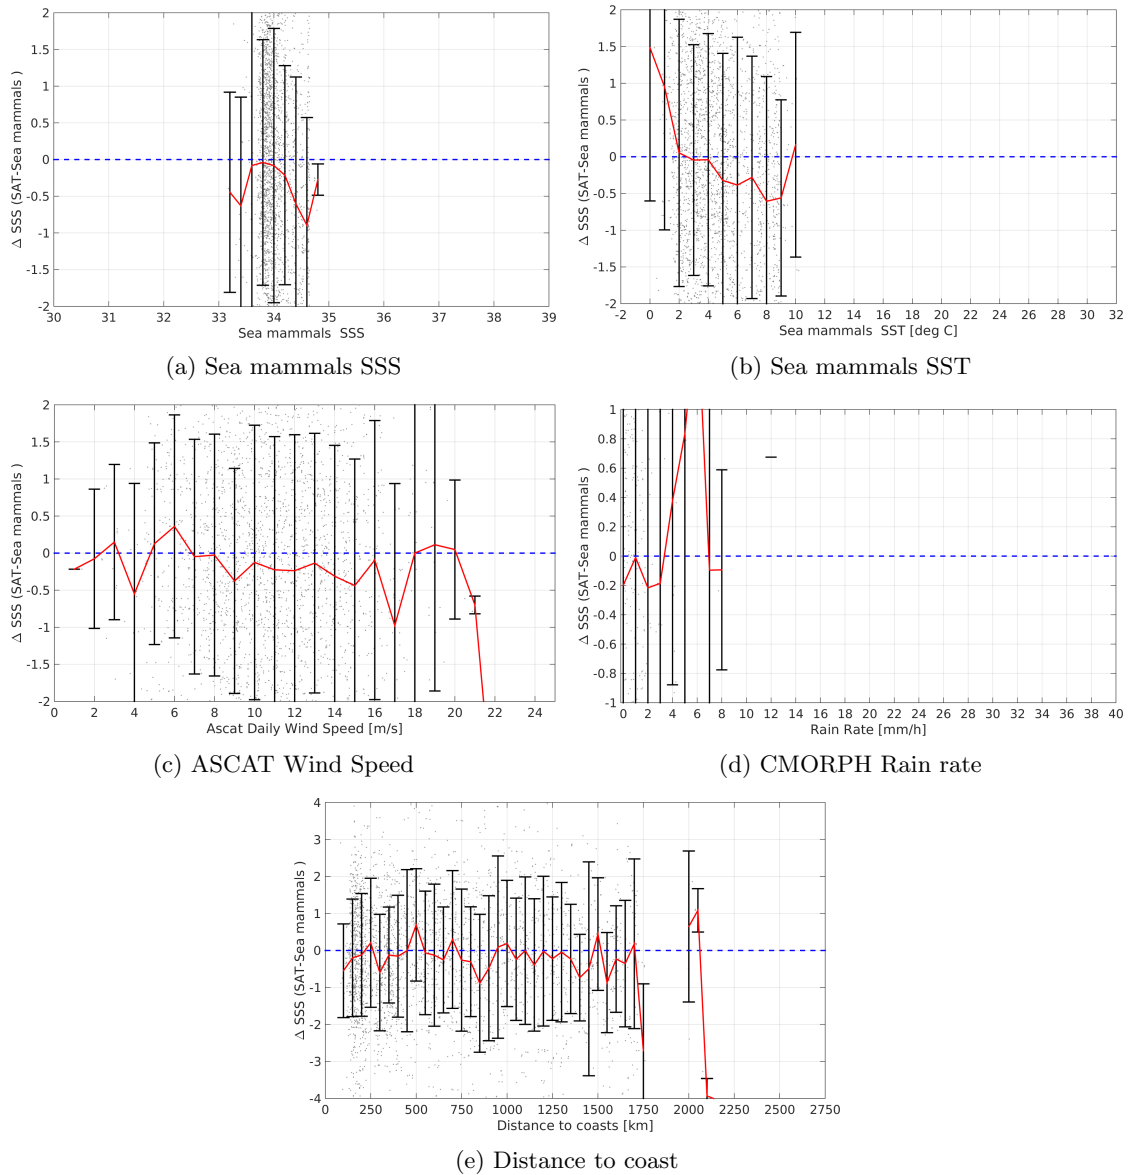 2
1.5
1
0.5
0
-0.5
-1
-1.5
-2
Δ SSS (SAT-Sea mammals )
30 31 32 33 34 35 36 37 38 39
Sea mammals SSS
(a) Sea mammals SSS
2
1.5
1
0.5
0
-0.5
-1
-1.5
-2
Δ SSS (SAT-Sea mammals )
-2 0 2 4 6 8 10 12 14 16 18 20 22 24 26 28 30 32
Sea mammals SST [deg C]
(b) Sea mammals SST
2
1.5
1
0.5
0
-0.5
-1
-1.5
-2
Δ SSS (SAT-Sea mammals )
0 2 4 6 8 10 12 14 16 18 20 22 24
Ascat Daily Wind Speed [m/s]
(c) ASCAT Wind Speed
1
0.8
0.6
0.4
0.2
0
-0.2
-0.4
-0.6
-0.8
-1
Δ SSS (SAT-Sea mammals )
0 2 4 6 8 10 12 14 16 18 20 22 24 26 28 30 32 34 36 38 40
Rain Rate [mm/h]
(d) CMORPH Rain rate
4
3
2
1
0
-1
-2
-3
-4
Δ SSS (SAT-Sea mammals )
0 250 500 750 1000 1250 1500 1750 2000 2250 2500 2750
Distance to coasts [km]
(e) Distance to coast